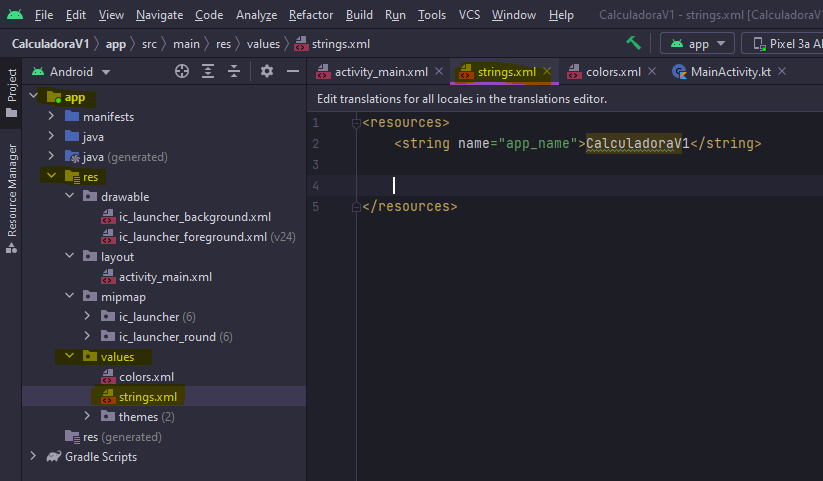 File Edit View Navigate Code Analyze Refactor Build Run Tools VCS Window Help CalculadoraV1 - strings.xml [CalculadoraV1
CalculadoraV1 app src main res values strings.xml app Pixel 3a AF
Project
Resource Manager
Android
app
manifests
java
java (generated)
res
drawable
ic_launcher_background.xml
ic_launcher_foreground.xml (v24)
layout
activity_main.xml
mipmap
ic_launcher (6)
ic_launcher_round (6)
values
colors.xml
strings.xml
themes (2)
res (generated)
Gradle Scripts
activity_main.xml strings.xml colors.xml MainActivity.kt
Edit translations for all locales in the translations editor.
1 <resources>
2 <string name="app_name">CalculadoraV1</string>
3
4
5 </resources>